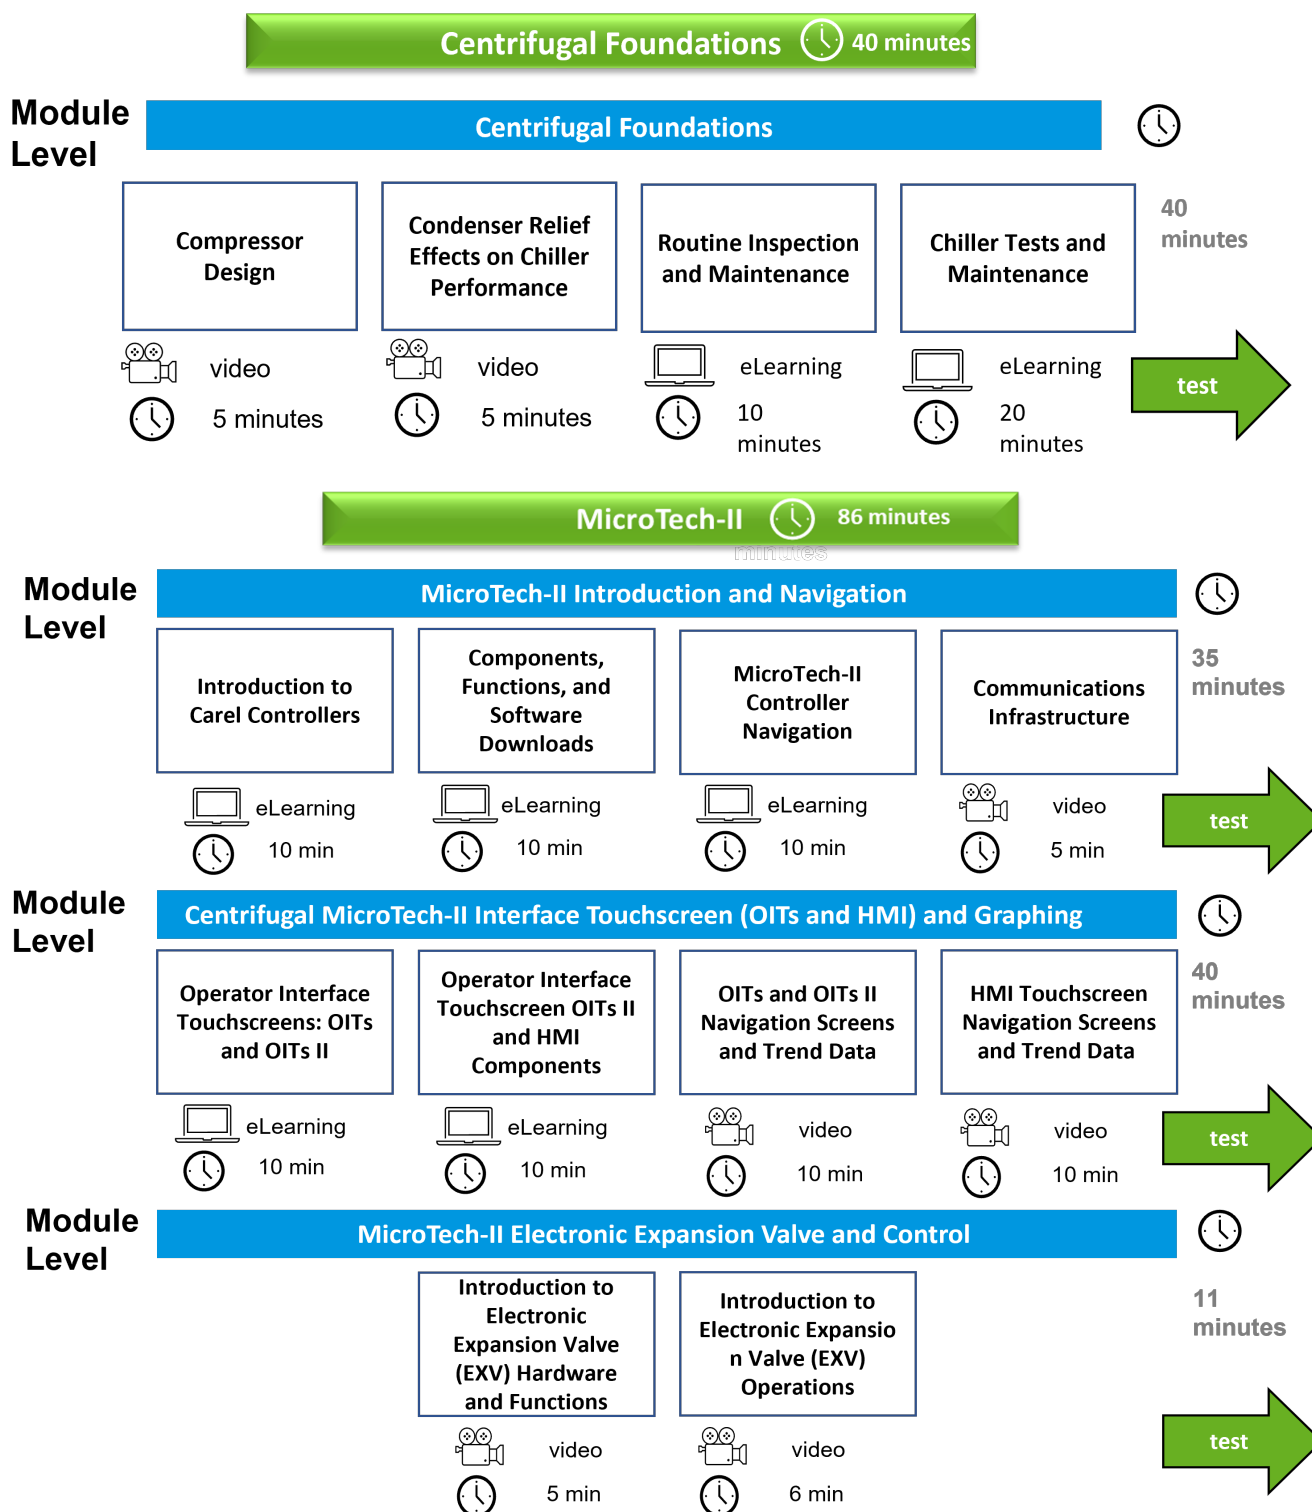 Centrifugal Foundations 40 minutes
Module
Level
Centrifugal Foundations
Compressor
Design
Condenser Relief
Effects on Chiller
Performance
Routine Inspection
and Maintenance
Chiller Tests and
Maintenance
40
minutes
video
5 minutes
video
5 minutes
eLearning
10
minutes
eLearning
20
minutes
test
MicroTech-II 86 minutes
minutes
Module
Level
MicroTech-II Introduction and Navigation
Introduction to
Carel Controllers
Components,
Functions, and
Software
Downloads
MicroTech-II
Controller
Navigation
Communications
Infrastructure
35
minutes
eLearning
10 min
eLearning
10 min
eLearning
10 min
video
5 min
test
Module
Level
Centrifugal MicroTech-II Interface Touchscreen (OITs and HMI) and Graphing
Operator Interface
Touchscreens: OITs
and OITs II
Operator Interface
Touchscreen OITs II
and HMI
Components
OITs and OITs II
Navigation Screens
and Trend Data
HMI Touchscreen
Navigation Screens
and Trend Data
40
minutes
eLearning
10 min
eLearning
10 min
video
10 min
video
10 min
test
Module
Level
MicroTech-II Electronic Expansion Valve and Control
Introduction to
Electronic
Expansion Valve
(EXV) Hardware
and Functions
Introduction to
Electronic Expansio
n Valve (EXV)
Operations
11
minutes
video
5 min
video
6 min
test